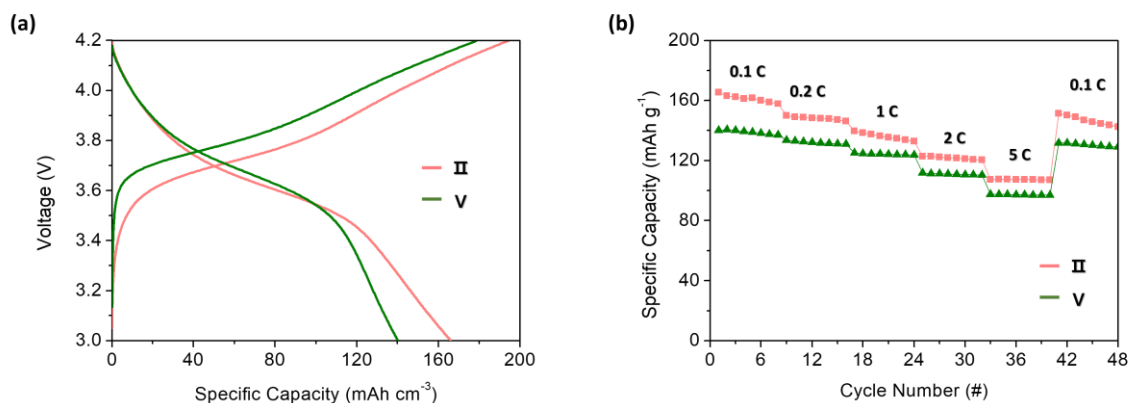 (a)
4.2
4.0
3.8
3.6
3.4
3.2
3.0
Voltage (V)
II
V
0
40
80
120
160
200
Specific Capacity (mAh cm⁻³)
(b)
200
160
120
80
40
0
Specific Capacity (mAh g⁻¹)
0.1 C
0.2 C
1 C
2 C
5 C
0.1 C
II
V
0
6
12
18
24
30
36
42
48
Cycle Number (#)